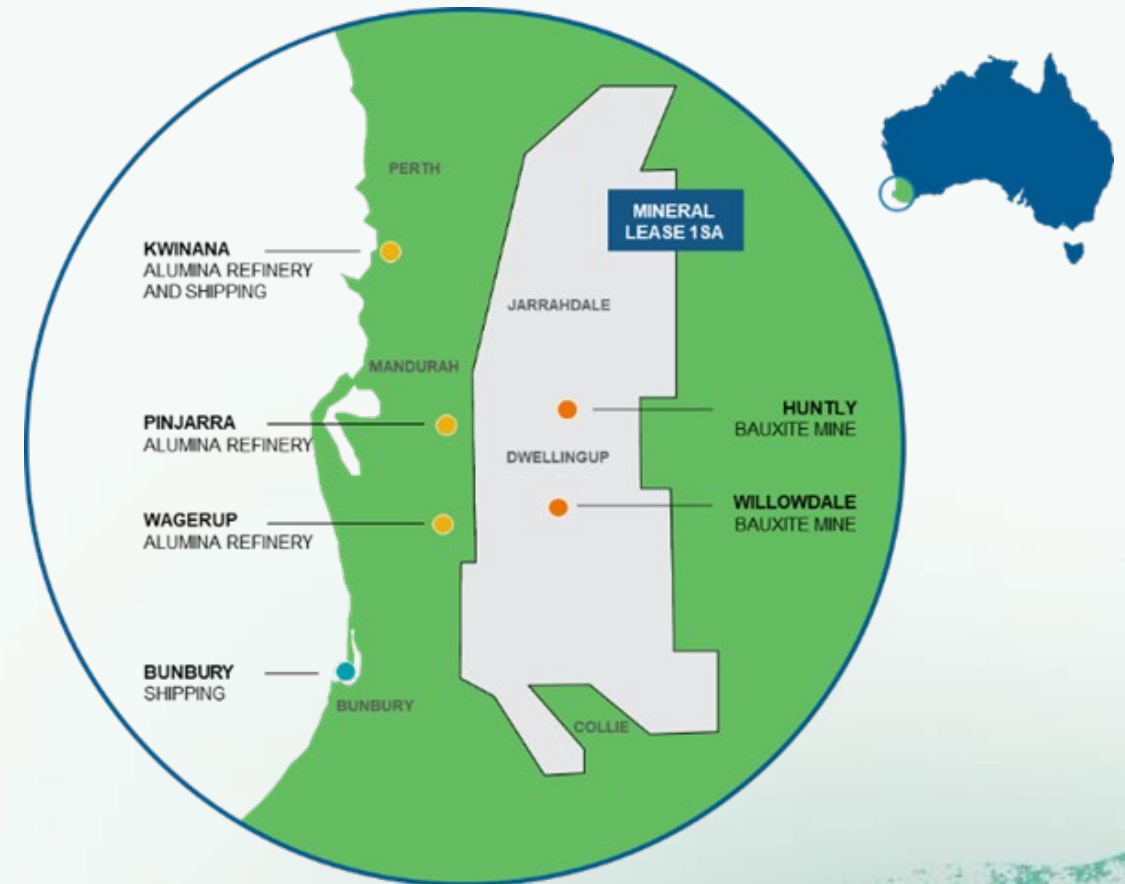 PERTH
MINERAL
LEASE 1SA
KWINANA
ALUMINA REFINERY
AND SHIPPING
JARRAHDALE
MANDURAH
PINJARRA
ALUMINA REFINERY
HUNTLY
BAUXITE MINE
DWELLINGUP
WAGERUP
ALUMINA REFINERY
WILLOWDALE
BAUXITE MINE
BUNBURY
SHIPPING
BUNBURY
COLLIE